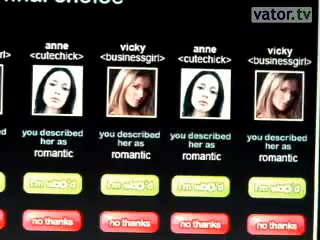 vator.tv
choice
anne vicky anne vicky
<cutechick> <businessgirl> <cutechick> <businessgirl>
you described you described you described you described
her as her as her as her as
romantic romantic romantic romantic
i'm woo'd i'm woo'd i'm woo'd i'm woo'd
no thanks no thanks no thanks no thanks